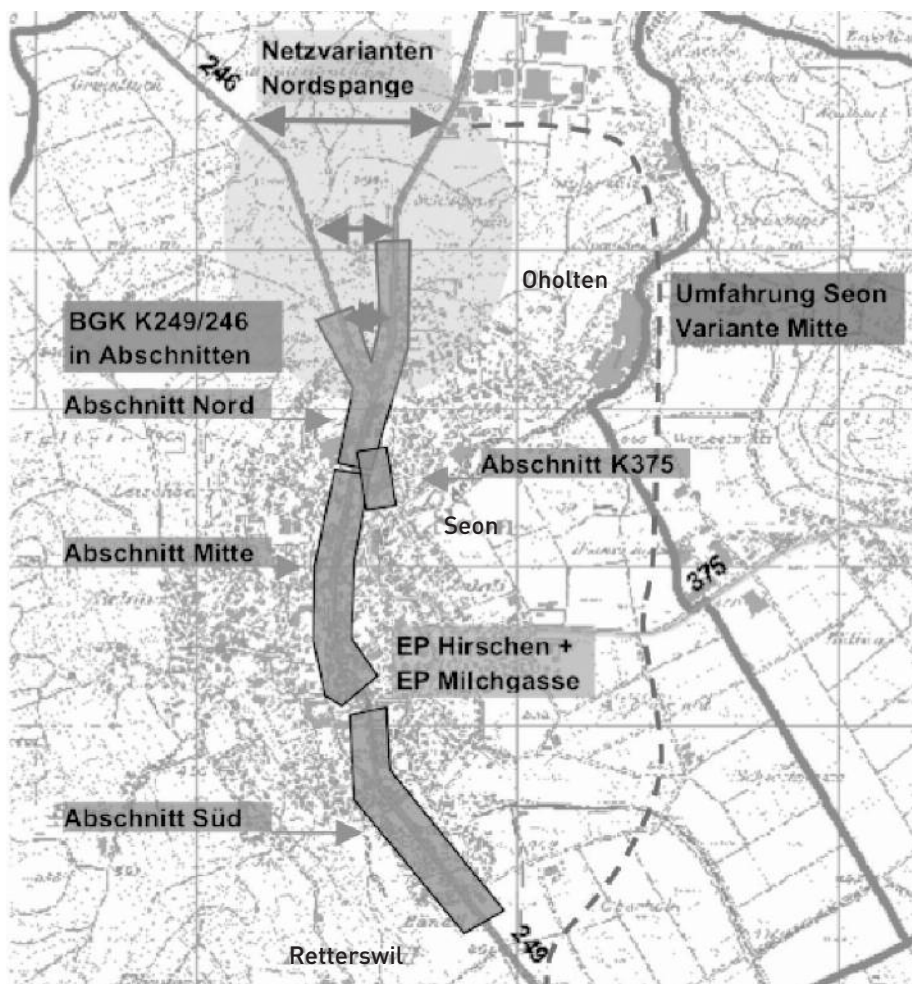 Netzvarianten
Nordspange
246
Oholten
Umfahrung Seon
Variante Mitte
BGK K249/246
in Abschnitten
Abschnitt Nord
Abschnitt K375
Seon
Abschnitt Mitte
375
EP Hirschen +
EP Milchgasse
Abschnitt Süd
249
Retterswil